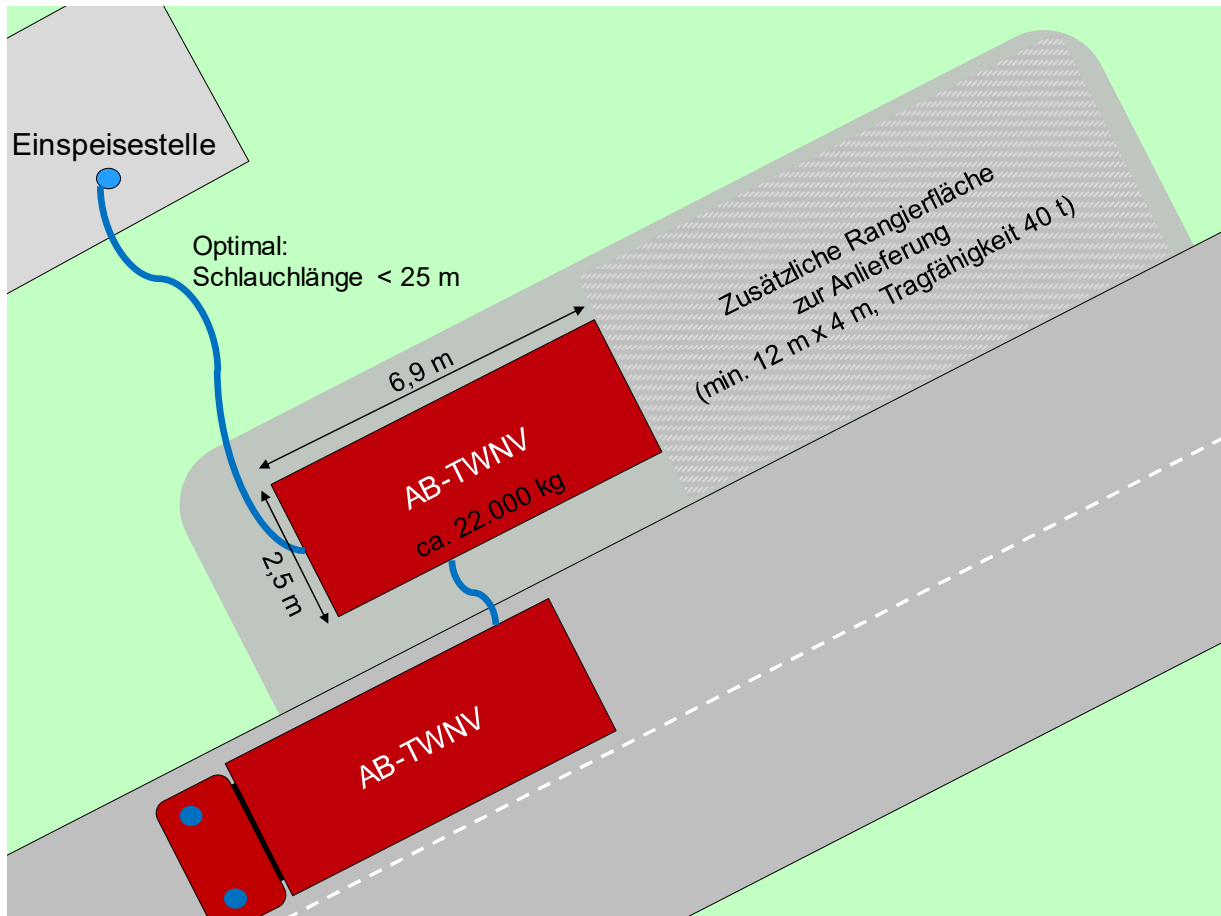 Einspeisestelle
Optimal:
Schlauchlänge < 25 m
Zusätzliche Rangierfläche
zur Anlieferung
(min. 12 m x 4 m, Tragfähigkeit 40 t)
6,9 m
AB-TWNV
ca. 22.000 kg
2,5 m
AB-TWNV